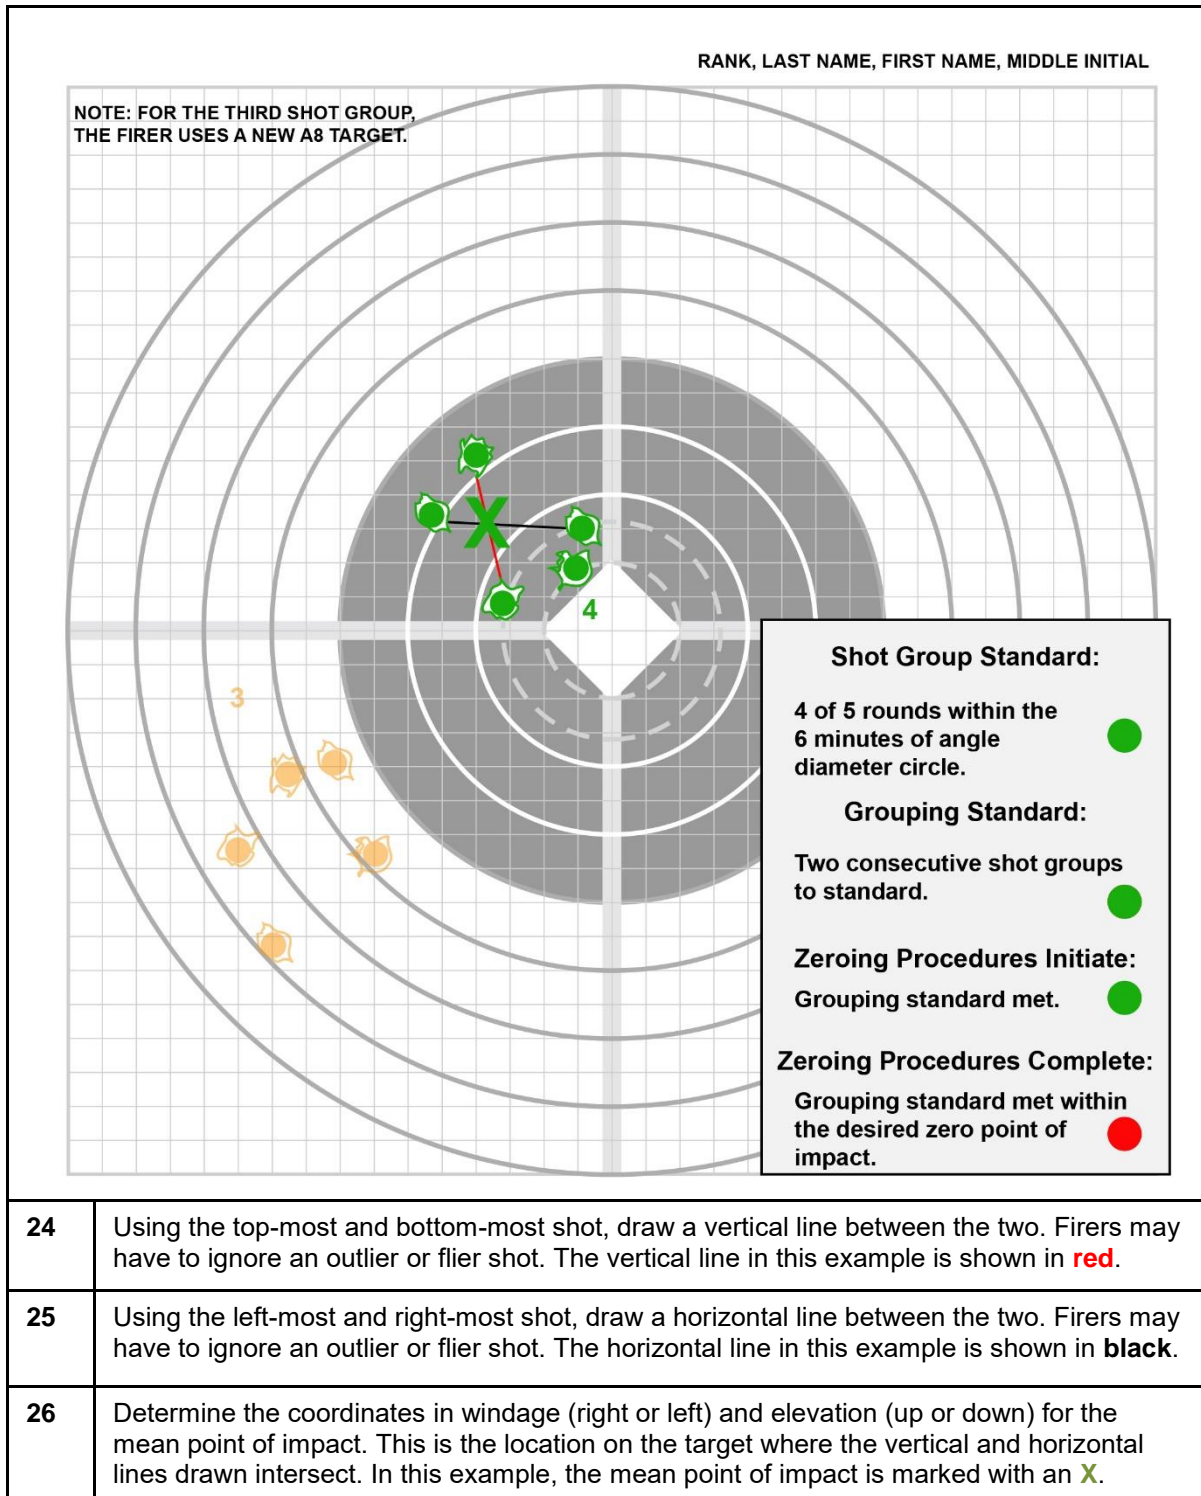 RANK, LAST NAME, FIRST NAME, MIDDLE INITIAL
NOTE: FOR THE THIRD SHOT GROUP,
THE FIRER USES A NEW A8 TARGET.
X
4
3
Shot Group Standard:
4 of 5 rounds within the
6 minutes of angle
diameter circle.
Grouping Standard:
Two consecutive shot groups
to standard.
Zeroing Procedures Initiate:
Grouping standard met.
Zeroing Procedures Complete:
Grouping standard met within
the desired zero point of
impact.
24 Using the top-most and bottom-most shot, draw a vertical line between the two. Firers may
have to ignore an outlier or flier shot. The vertical line in this example is shown in red.
25 Using the left-most and right-most shot, draw a horizontal line between the two. Firers may
have to ignore an outlier or flier shot. The horizontal line in this example is shown in black.
26 Determine the coordinates in windage (right or left) and elevation (up or down) for the
mean point of impact. This is the location on the target where the vertical and horizontal
lines drawn intersect. In this example, the mean point of impact is marked with an X.